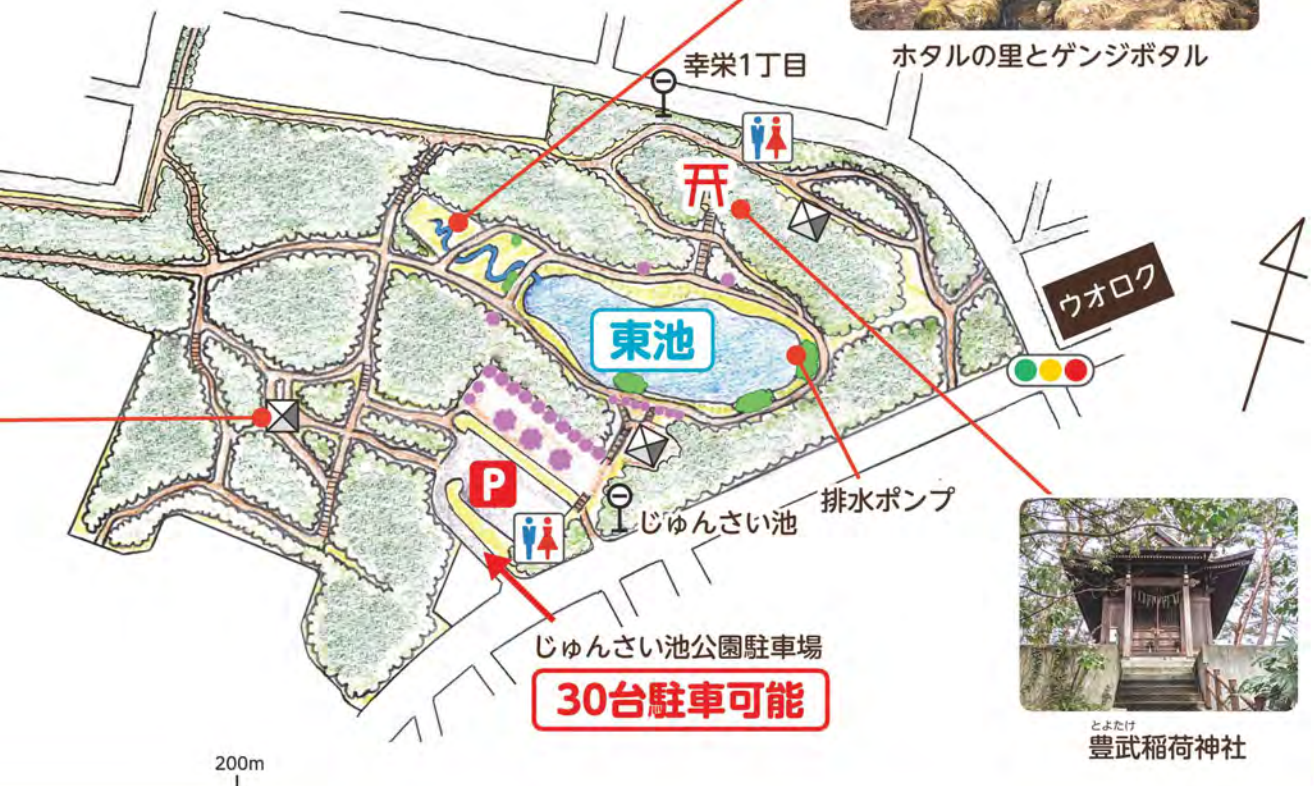 ホタルの里とゲンジボタル
幸栄1丁目
ウオロク
東池
P
排水ポンプ
じゅんさい池
じゅんさい池公園駐車場
30台駐車可能
とよたけ
豊武稲荷神社
200m